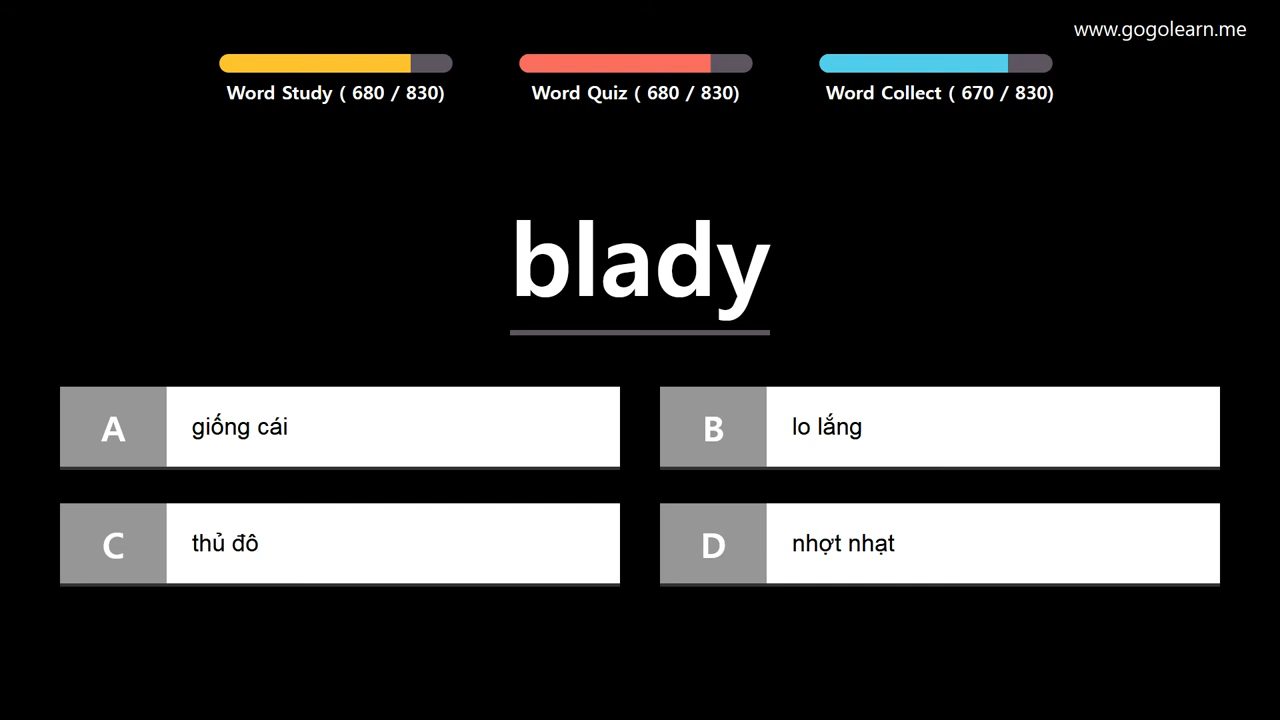 www.gogolearn.me
Word Study ( 680 / 830)
Word Quiz ( 680 / 830)
Word Collect ( 670 / 830)
blady
A giống cái
B lo lắng
C thủ đô
D nhợt nhạt